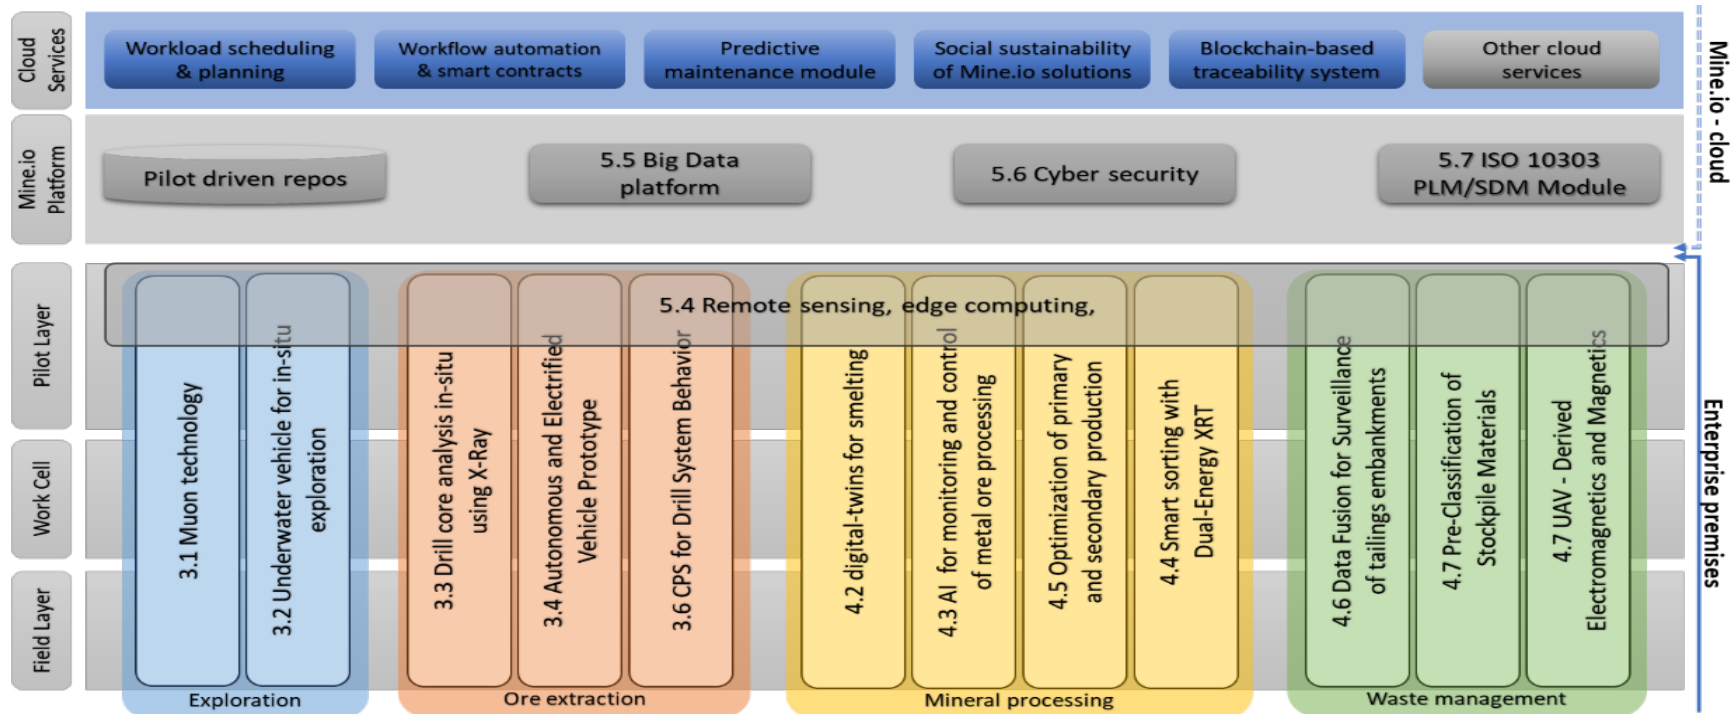 Cloud
Services
Workload scheduling
& planning
Workflow automation
& smart contracts
Predictive
maintenance module
Social sustainability
of Mine.io solutions
Blockchain-based
traceability system
Other cloud
services
Mine.io - cloud
Mine.io
Platform
Pilot driven repos
5.5 Big Data
platform
5.6 Cyber security
5.7 ISO 10303
PLM/SDM Module
Pilot Layer
Work Cell
Field Layer
5.4 Remote sensing, edge computing,
3.1 Muon technology
3.2 Underwater vehicle for in-situ
exploration
Exploration
3.3 Drill core analysis in-situ
using X-Ray
3.4 Autonomous and Electrified
Vehicle Prototype
3.6 CPS for Drill System Behavior
Ore extraction
4.2 digital-twins for smelting
4.3 AI for monitoring and control
of metal ore processing
4.5 Optimization of primary
and secondary production
4.4 Smart sorting with
Dual-Energy XRT
Mineral processing
4.6 Data Fusion for Surveillance
of tailings embankments
4.7 Pre-Classification of
Stockpile Materials
4.7 UAV - Derived
Electromagnetics and Magnetics
Waste management
Enterprise premises